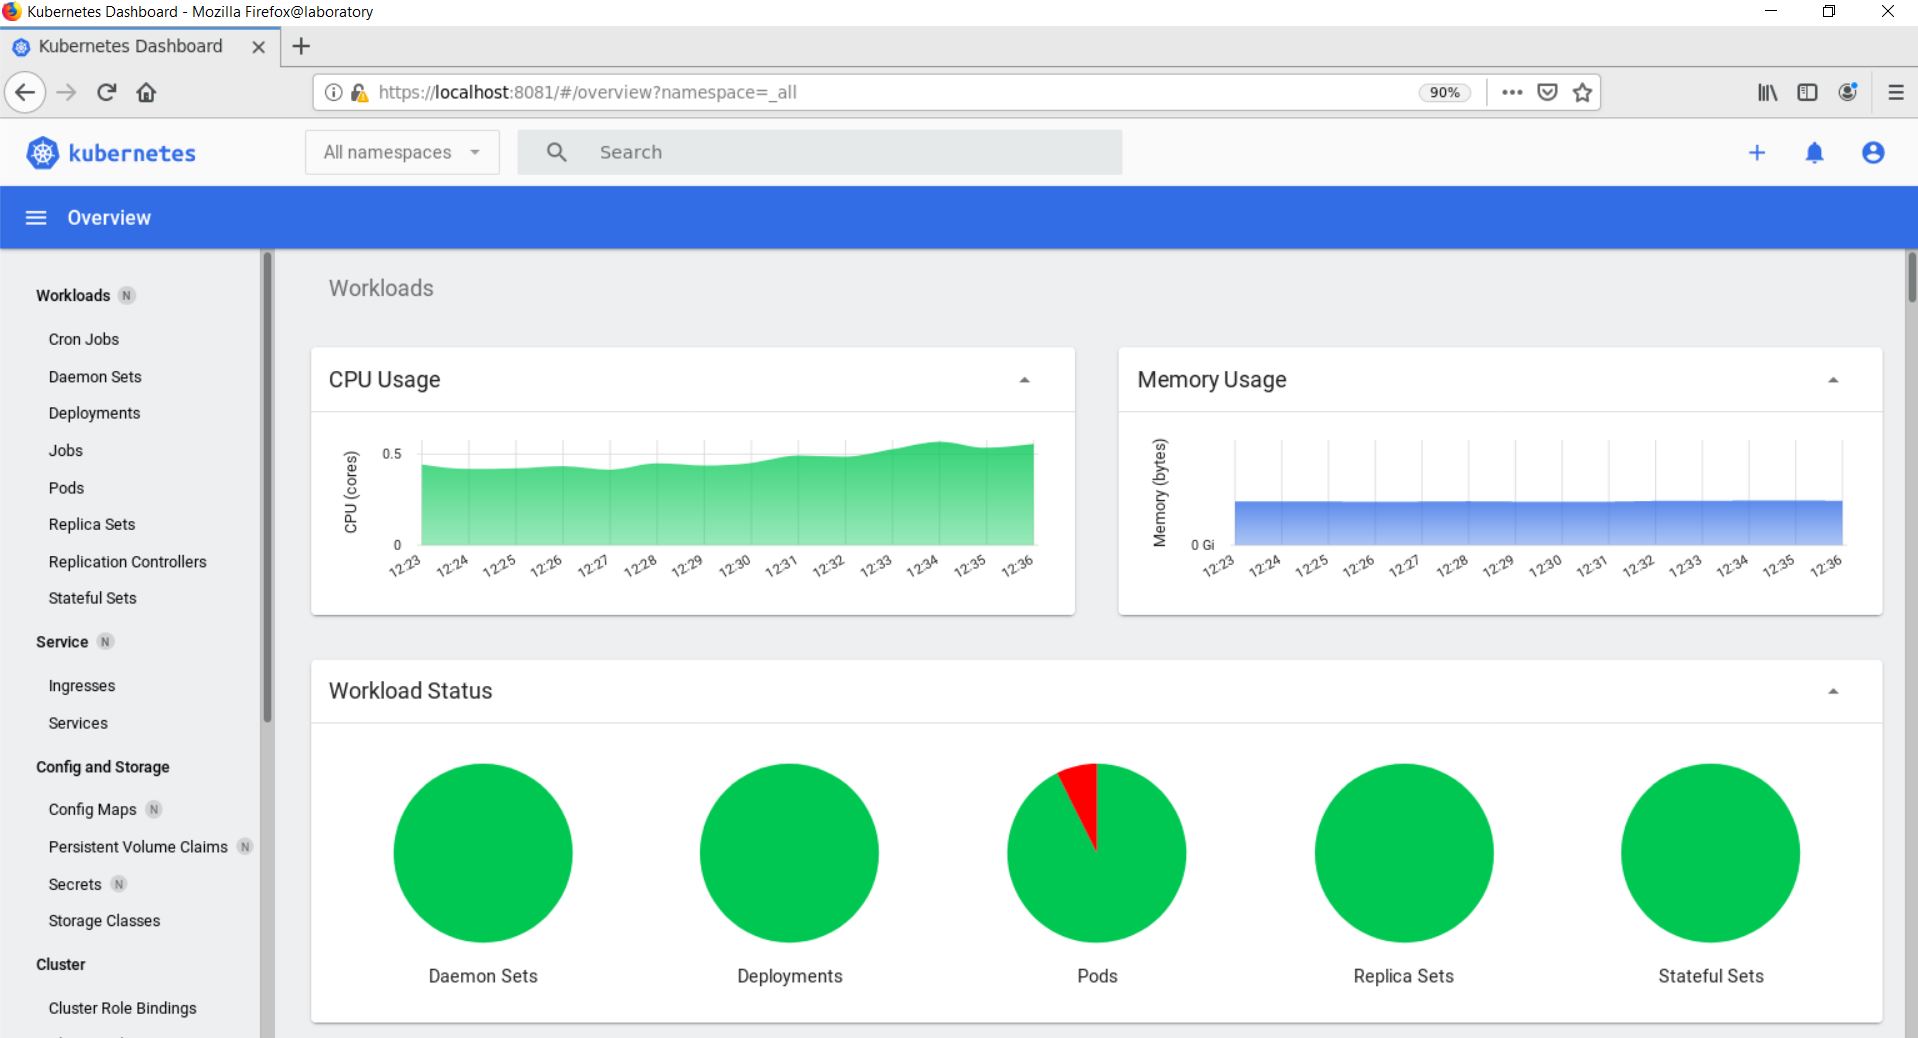 Kubernetes Dashboard - Mozilla Firefox@laboratory
Kubernetes Dashboard
https://localhost:8081/#/overview?namespace=_all
90%
kubernetes
All namespaces
Search
Overview
Workloads N
Cron Jobs
Daemon Sets
Deployments
Jobs
Pods
Replica Sets
Replication Controllers
Stateful Sets
Service N
Ingresses
Services
Config and Storage
Config Maps N
Persistent Volume Claims N
Secrets N
Storage Classes
Cluster
Cluster Role Bindings
Workloads
CPU Usage
CPU (cores)
0.5
0
12:23 12:24 12:25 12:26 12:27 12:28 12:29 12:30 12:31 12:32 12:33 12:34 12:35 12:36
Memory Usage
Memory (bytes)
0 Gi
12:23 12:24 12:25 12:26 12:27 12:28 12:29 12:30 12:31 12:32 12:33 12:34 12:35 12:36
Workload Status
Daemon Sets
Deployments
Pods
Replica Sets
Stateful Sets